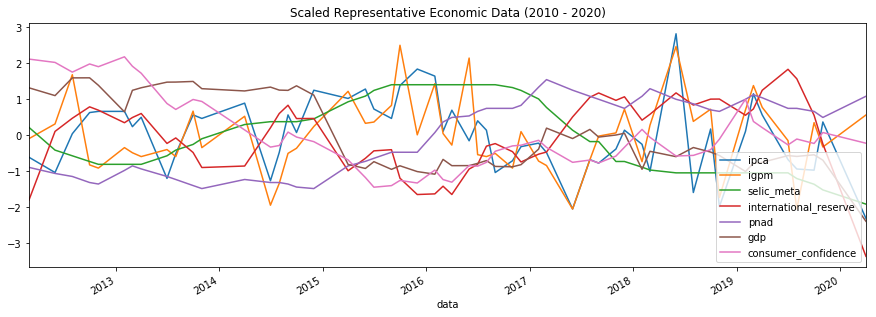 Scaled Representative Economic Data (2010 - 2020)
3
2
1
0
−1
−2
−3
ipca
igpm
selic_meta
international_reserve
pnad
gdp
consumer_confidence
2013
2014
2015
2016
2017
2018
2019
2020
data